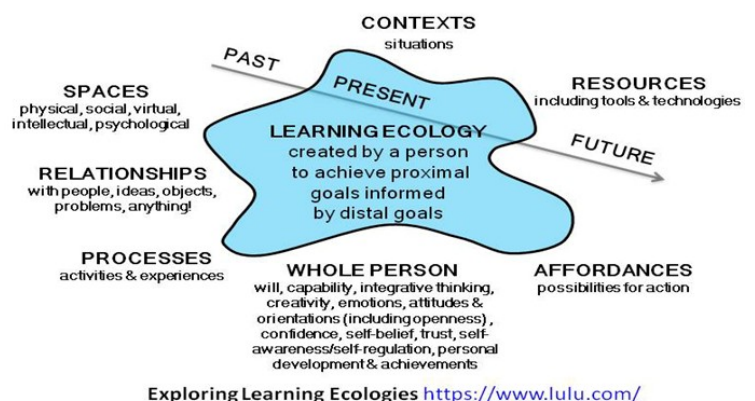 CONTEXTS
situations
PAST
PRESENT
FUTURE
SPACES
physical, social, virtual,
intellectual, psychological
RESOURCES
including tools & technologies
LEARNING ECOLOGY
created by a person
to achieve proximal
goals informed
by distal goals
RELATIONSHIPS
with people, ideas, objects,
problems, anything!
PROCESSES
activities & experiences
WHOLE PERSON
will, capability, integrative thinking,
creativity, emotions, attitudes &
orientations (including openness) ,
confidence, self-belief, trust, self-
awareness/self-regulation, personal
development & achievements
AFFORDANCES
possibilities for action
Exploring Learning Ecologies https://www.lulu.com/